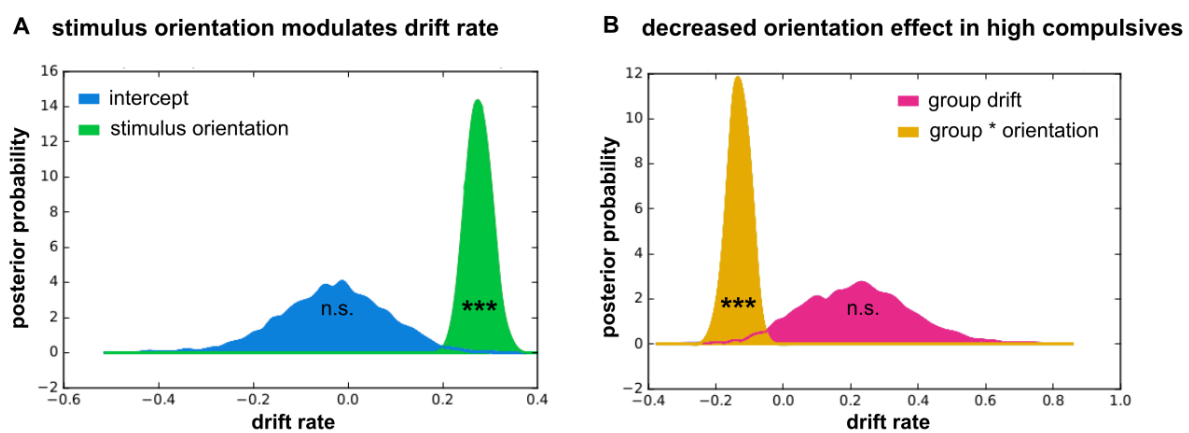 A stimulus orientation modulates drift rate
16
14
12
10
8
6
4
2
0
−2
posterior probability
intercept
stimulus orientation
n.s.
***
−0.6
−0.4
−0.2
0.0
0.2
0.4
drift rate
B decreased orientation effect in high compulsives
12
10
8
6
4
2
0
−2
posterior probability
group drift
group * orientation
***
n.s.
−0.4
−0.2
0.0
0.2
0.4
0.6
0.8
1.0
drift rate